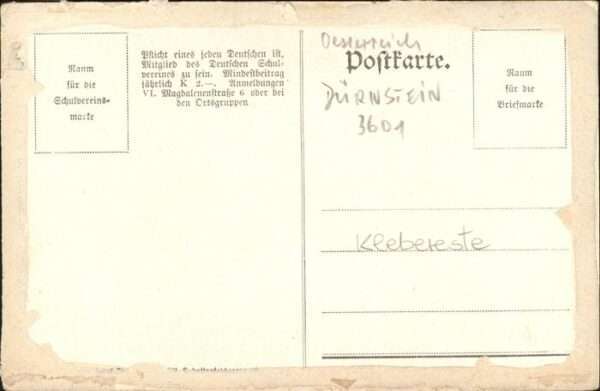 Raum
für die
Schulvereins-
marke
Pflicht eines jeden Deutschen ist,
Mitglied des Deutschen Schul-
vereines zu sein. Mindestbeitrag
jährlich K 2.—. Anmeldungen
VI. Magdalenenstraße 6 oder bei
den Ortsgruppen
Oesterreich
Postkarte.
DÜRNSTEIN
3601
Raum
für die
Briefmarke
Klebereste